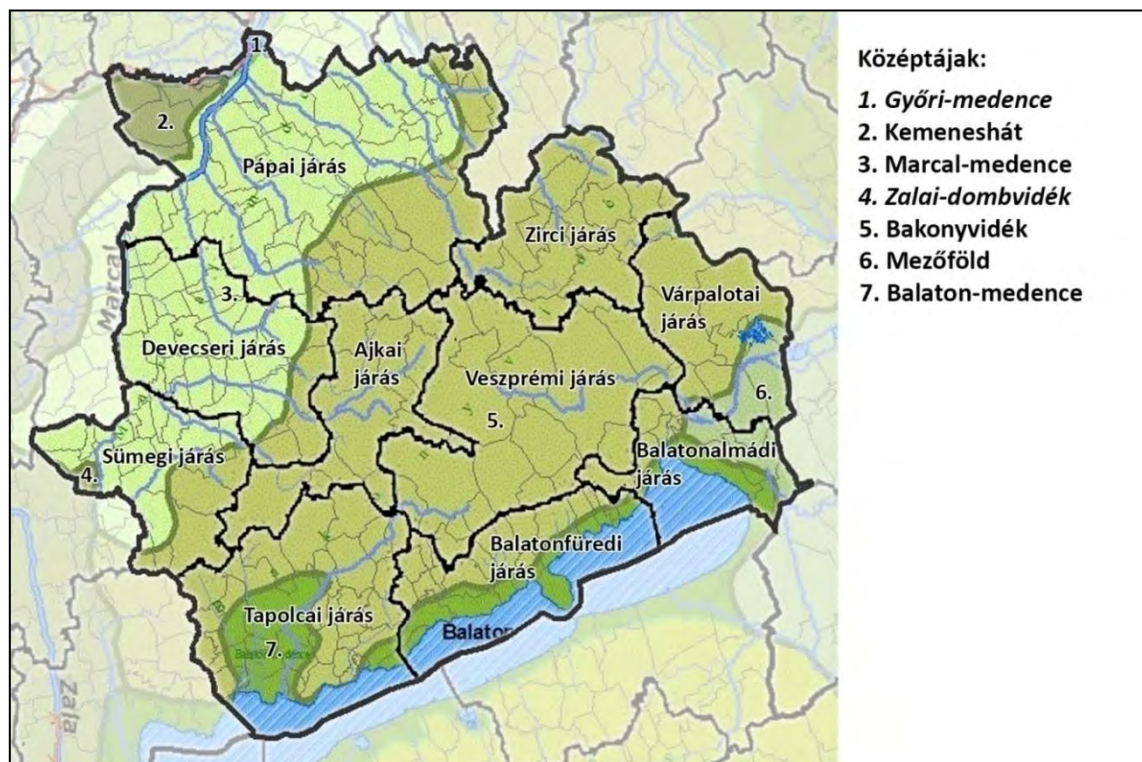 Középtájak:
1. Győri-medence
2. Kemeneshát
3. Marcal-medence
4. Zalai-dombvidék
5. Bakonyvidék
6. Mezőföld
7. Balaton-medence
1.
2.
Pápai járás
Zirci járás
Várpalotai
járás
Marcal
3.
Devecseri járás
Ajkai
járás
Veszprémi járás
5.
6.
4.
Sümegi járás
Balatonalmádi
járás
Balatonfüredi
járás
Tapolcai járás
7.
Balaton
Zala